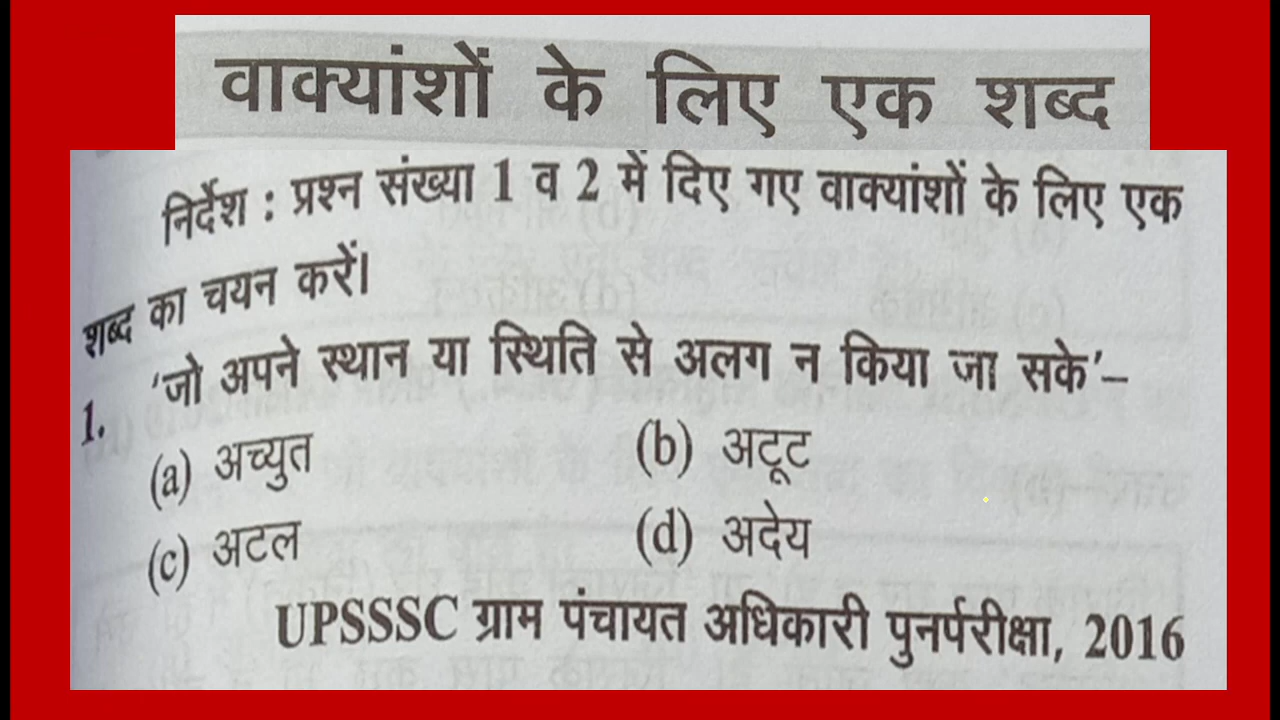 वाक्यांशों के लिए एक शब्द
निर्देश : प्रश्न संख्या 1 व 2 में दिए गए वाक्यांशों के लिए एक
शब्द का चयन करें।
1. 'जो अपने स्थान या स्थिति से अलग न किया जा सके'–
(a) अच्युत (b) अटूट
(c) अटल (d) अदेय
UPSSSC ग्राम पंचायत अधिकारी पुनर्परीक्षा, 2016